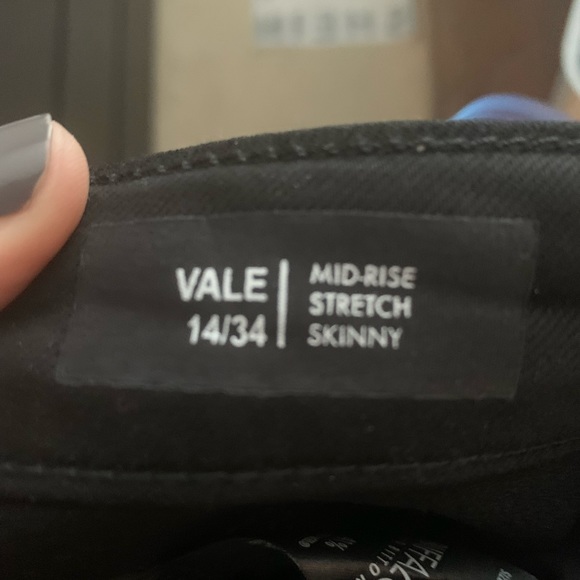 VALE
14/34
MID-RISE
STRETCH
SKINNY